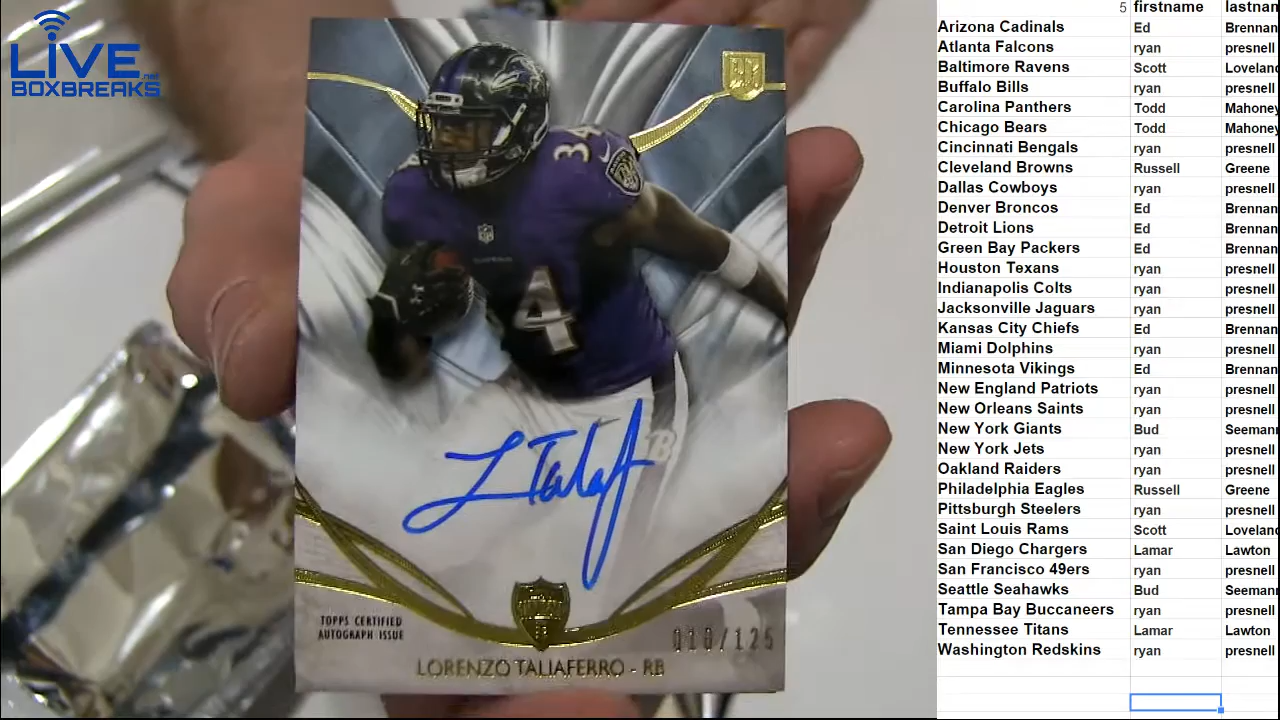 LIVE
.net
BOXBREAKS
34
4
L Taliaf
TOPPS CERTIFIED
AUTOGRAPH ISSUE
010/125
LORENZO TALIAFERRO - RB
5 firstname lastnan
Arizona Cadinals Ed Brennan
Atlanta Falcons ryan presnell
Baltimore Ravens Scott Loveland
Buffalo Bills ryan presnell
Carolina Panthers Todd Mahoney
Chicago Bears Todd Mahoney
Cincinnati Bengals ryan presnell
Cleveland Browns Russell Greene
Dallas Cowboys ryan presnell
Denver Broncos Ed Brennan
Detroit Lions Ed Brennan
Green Bay Packers Ed Brennan
Houston Texans ryan presnell
Indianapolis Colts ryan presnell
Jacksonville Jaguars ryan presnell
Kansas City Chiefs Ed Brennan
Miami Dolphins ryan presnell
Minnesota Vikings Ed Brennan
New England Patriots ryan presnell
New Orleans Saints ryan presnell
New York Giants Bud Seemann
New York Jets ryan presnell
Oakland Raiders ryan presnell
Philadelphia Eagles Russell Greene
Pittsburgh Steelers ryan presnell
Saint Louis Rams Scott Loveland
San Diego Chargers Lamar Lawton
San Francisco 49ers ryan presnell
Seattle Seahawks Bud Seemann
Tampa Bay Buccaneers ryan presnell
Tennessee Titans Lamar Lawton
Washington Redskins ryan presnell